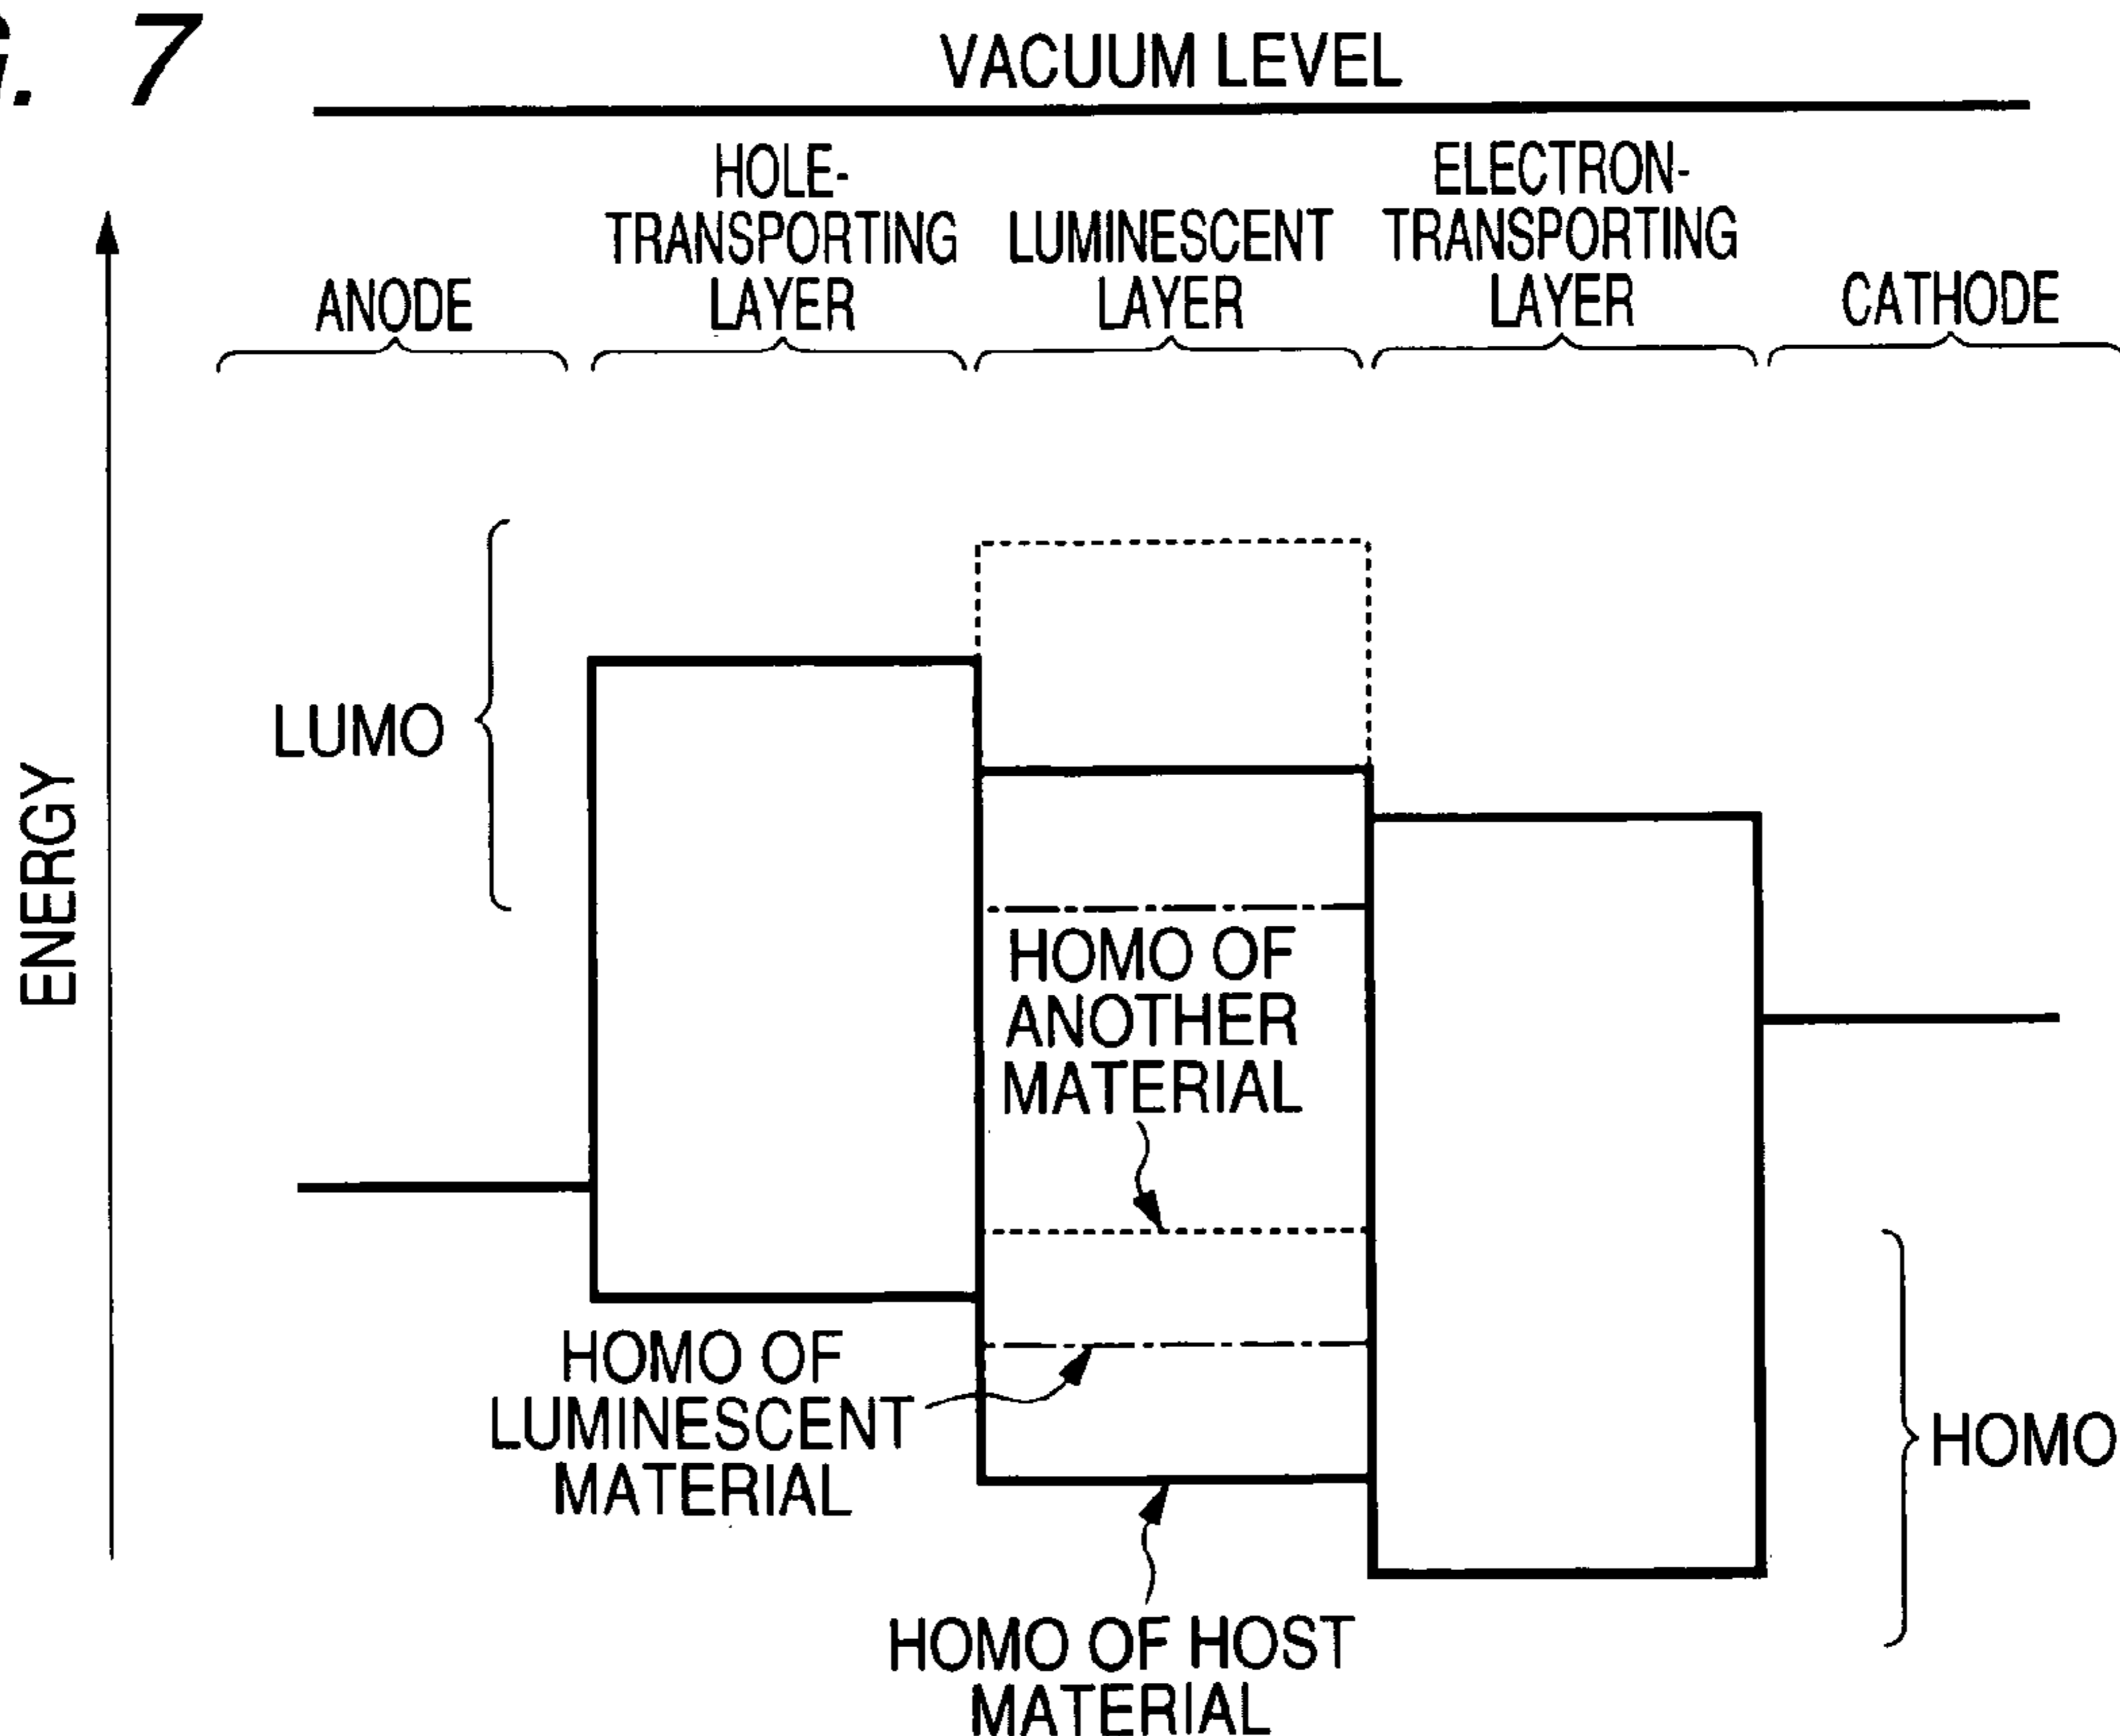 7
VACUUM LEVEL
HOLE-
TRANSPORTING
LAYER
ELECTRON-
TRANSPORTING
LAYER
LUMINESCENT
LAYER
ANODE
CATHODE
LUMO
ENERGY
HOMO OF
ANOTHER
MATERIAL
HOMO OF
LUMINESCENT
MATERIAL
HOMO
HOMO OF HOST
MATERIAL